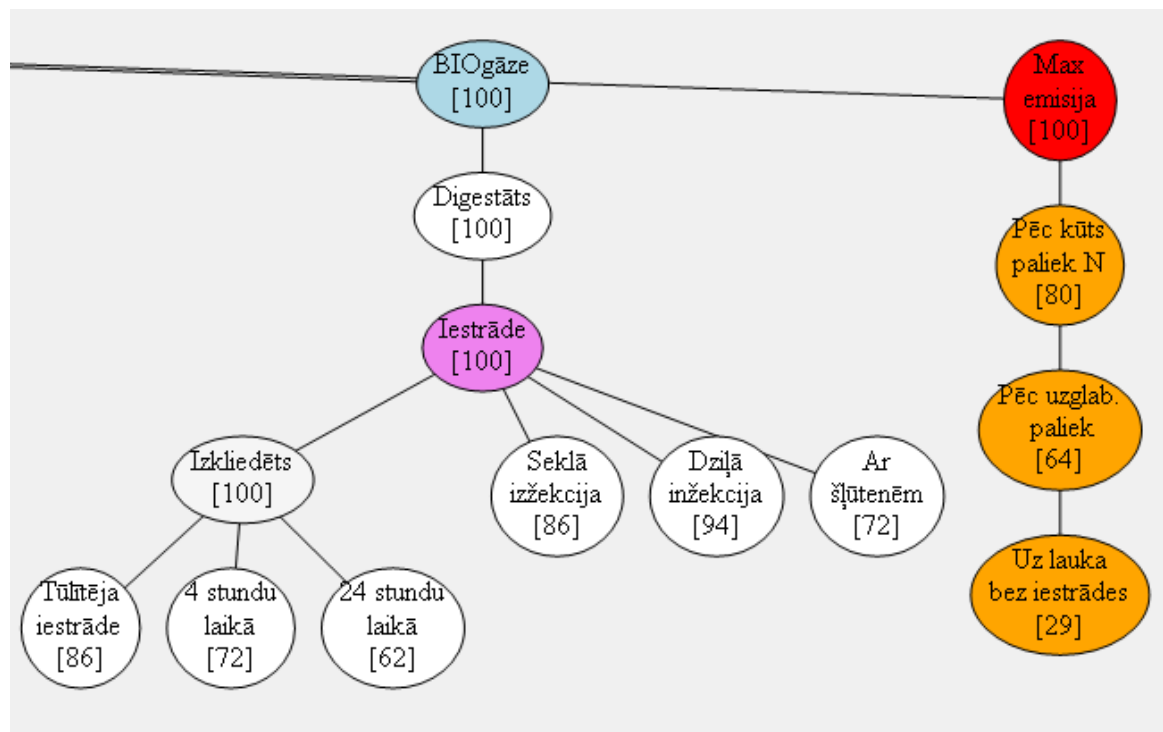 BIOgāze
[100]
Max
emisija
[100]
Digestāts
[100]
Pēc kūts
paliek N
[80]
Iestrāde
[100]
Pēc uzglab.
paliek
[64]
Izkliedēts
[100]
Seklā
izžekcija
[86]
Dziļā
inžekcija
[94]
Ar
šļūtenēm
[72]
Uz lauka
bez iestrādes
[29]
Tūlītēja
iestrāde
[86]
4 stundu
laikā
[72]
24 stundu
laikā
[62]